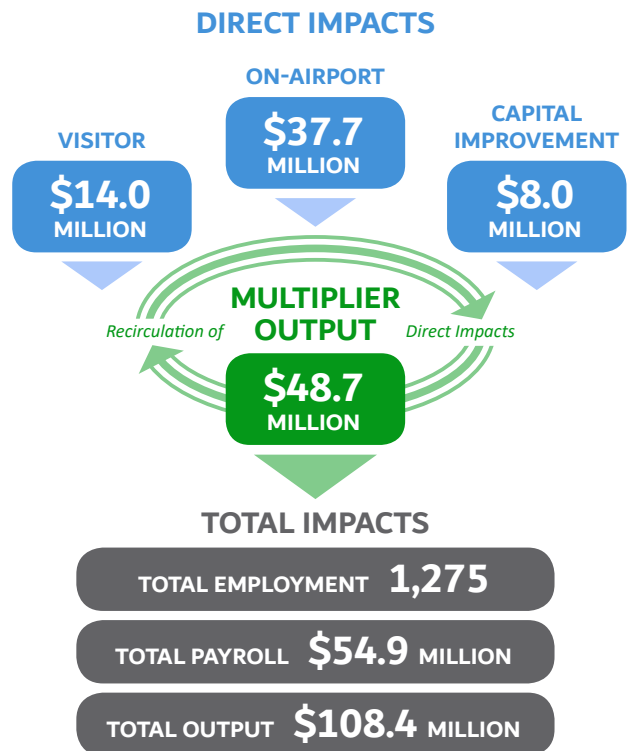 DIRECT IMPACTS
ON-AIRPORT
$37.7
MILLION
VISITOR
$14.0
MILLION
CAPITAL
IMPROVEMENT
$8.0
MILLION
MULTIPLIER
OUTPUT
Recirculation of
Direct Impacts
$48.7
MILLION
TOTAL IMPACTS
TOTAL EMPLOYMENT 1,275
TOTAL PAYROLL $54.9 MILLION
TOTAL OUTPUT $108.4 MILLION